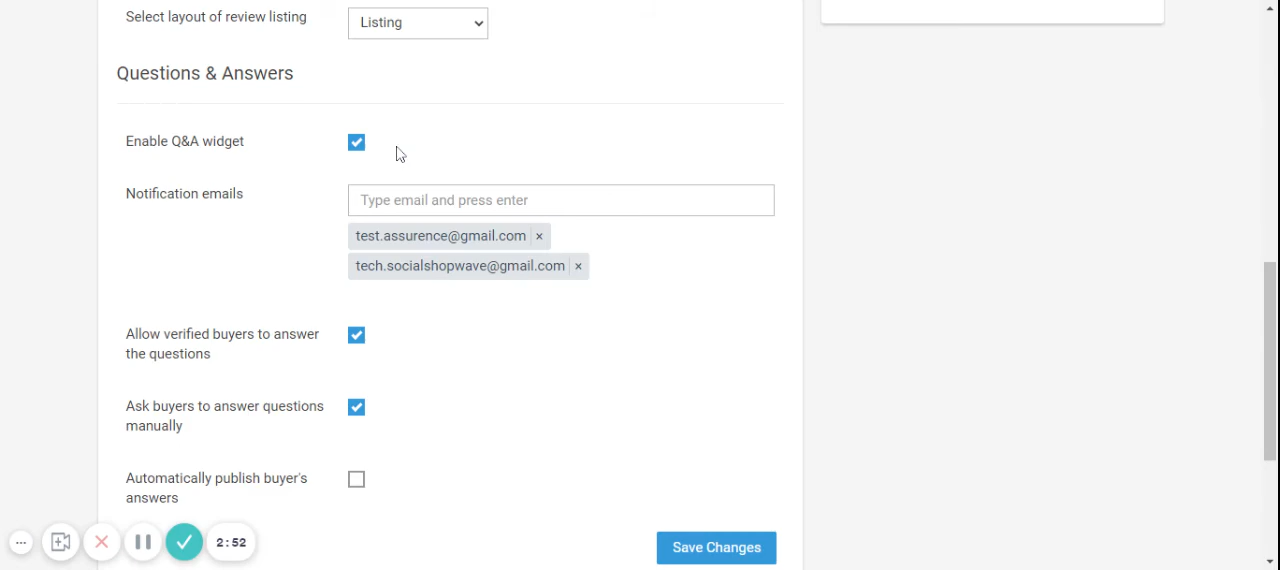 Select layout of review listing
Listing
Questions & Answers
Enable Q&A widget
Notification emails
Type email and press enter
test.assurence@gmail.com ×
tech.socialshopwave@gmail.com ×
Allow verified buyers to answer
the questions
Ask buyers to answer questions
manually
Automatically publish buyer's
answers
2:52
Save Changes